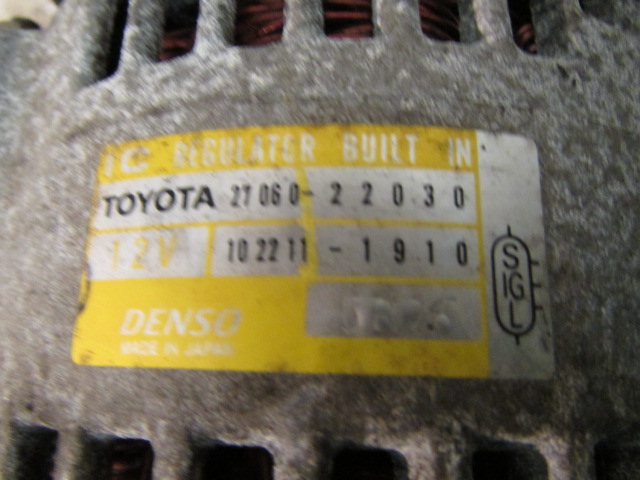 IC REGULATER BUILT IN
TOYOTA 27060-22030
12V 102211-1910
DENSO
MADE IN JAPAN
S
IG
L